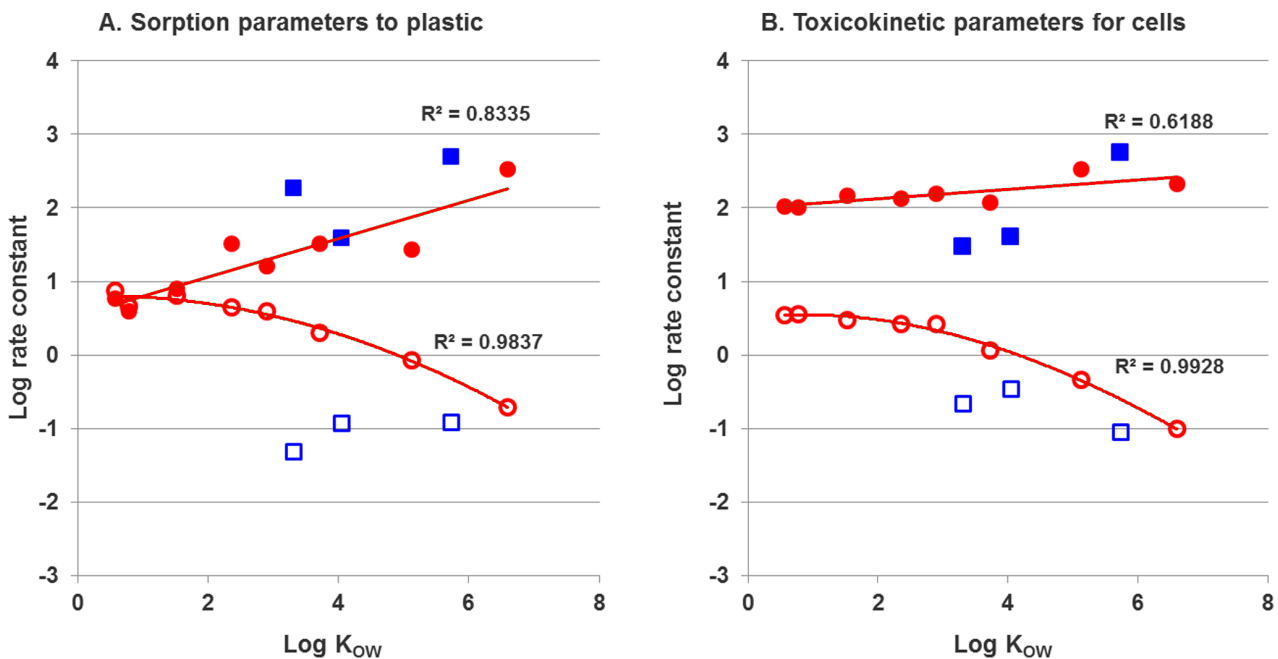 A. Sorption parameters to plastic
4
3
2
1
0
-1
-2
-3
0 2 4 6 8
Log rate constant
Log KOW
R² = 0.8335
R² = 0.9837
B. Toxicokinetic parameters for cells
4
3
2
1
0
-1
-2
-3
0 2 4 6 8
Log rate constant
Log KOW
R² = 0.6188
R² = 0.9928